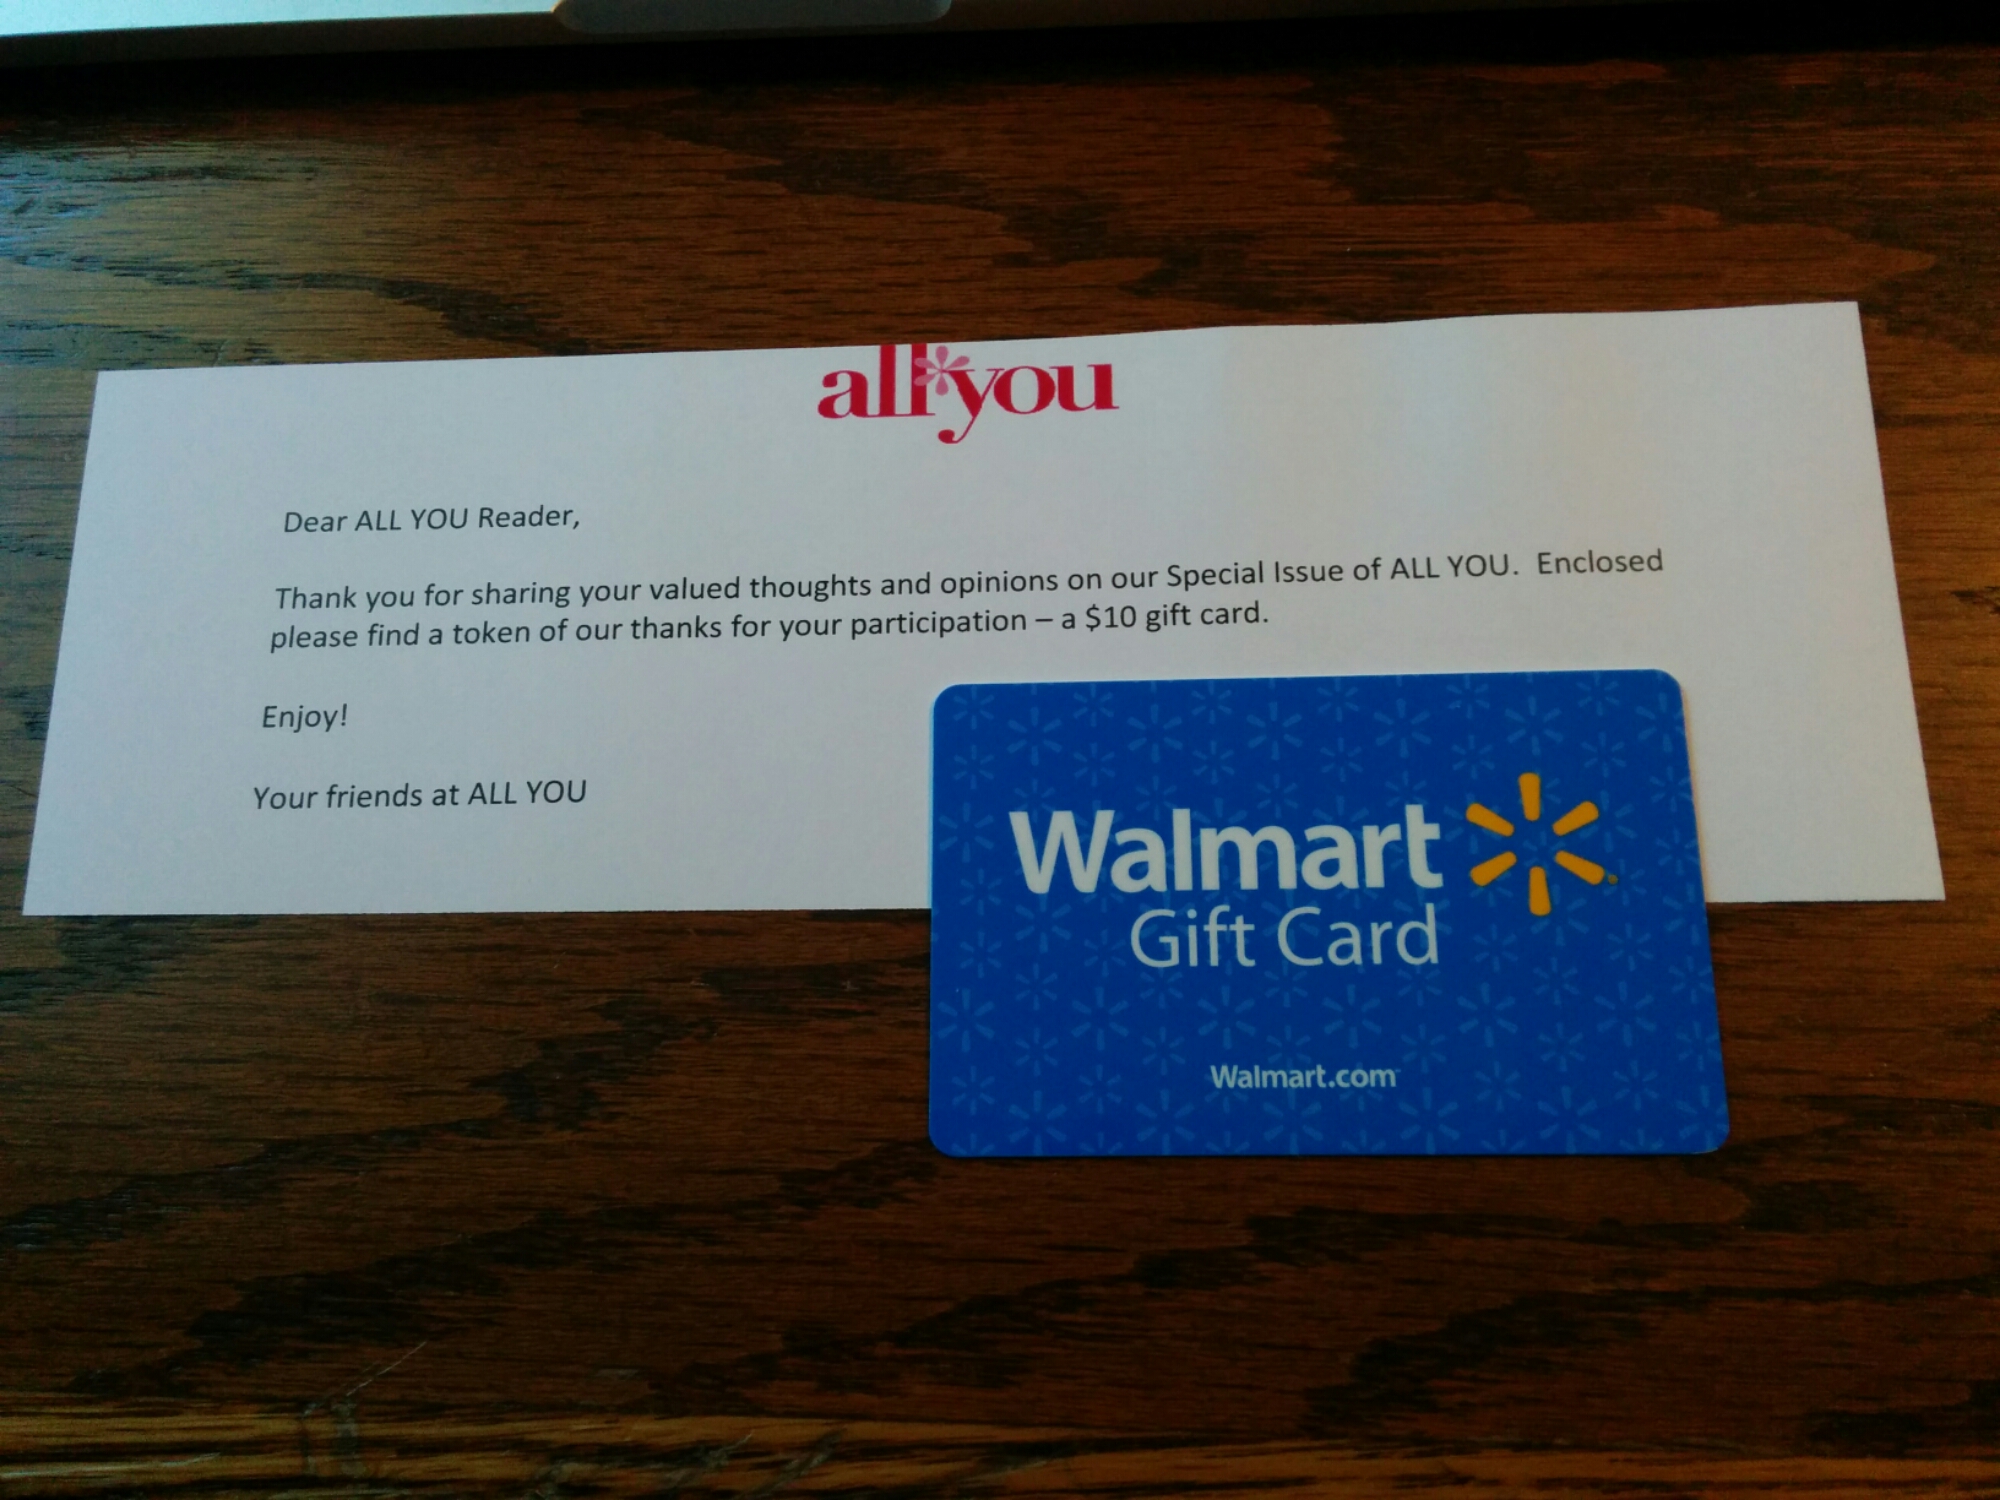 all you
Dear ALL YOU Reader,
Thank you for sharing your valued thoughts and opinions on our Special Issue of ALL YOU.  Enclosed
please find a token of our thanks for your participation – a $10 gift card.
Enjoy!
Your friends at ALL YOU
Walmart
Gift Card
Walmart.com